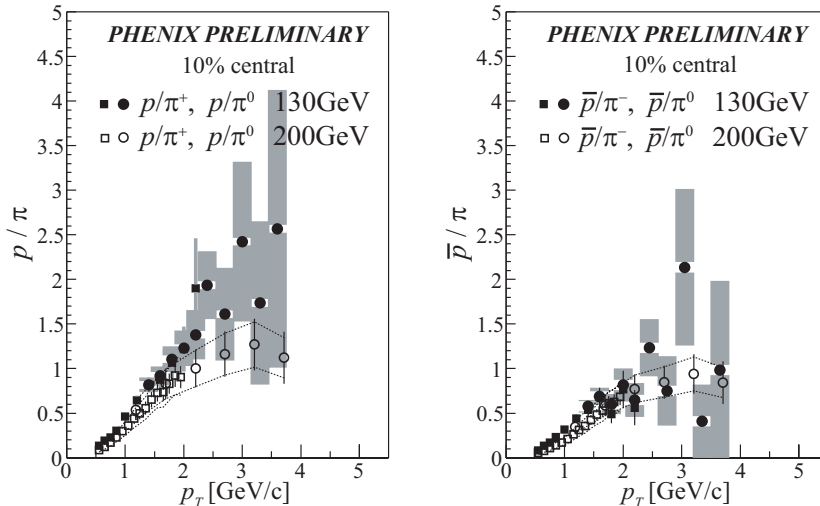 PHENIX PRELIMINARY
10% central
p/π⁺, p/π⁰ 130GeV
p/π⁺, p/π⁰ 200GeV
5
4.5
4
3.5
3
2.5
2
1.5
1
0.5
0
p / π
0 1 2 3 4 5
p_T [GeV/c]
PHENIX PRELIMINARY
10% central
p̅/π⁻, p̅/π⁰ 130GeV
p̅/π⁻, p̅/π⁰ 200GeV
5
4.5
4
3.5
3
2.5
2
1.5
1
0.5
0
p̅ / π
0 1 2 3 4 5
p_T [GeV/c]